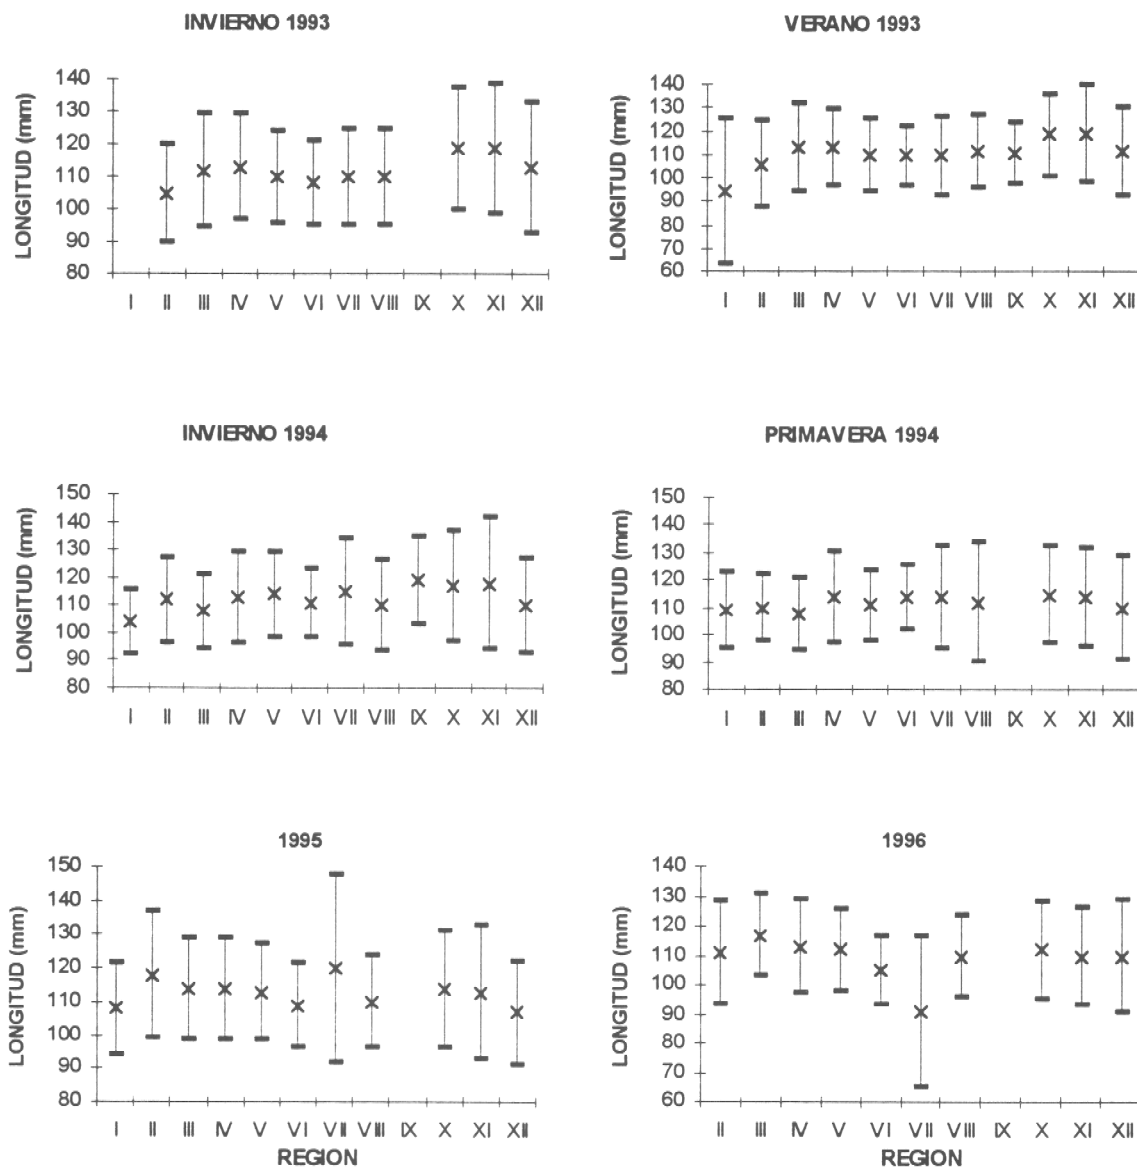 INVIERNO 1993
LONGITUD (mm)
140
130
120
110
100
90
80
I II III IV V VI VII VIII IX X XI XII
VERANO 1993
LONGITUD (mm)
140
130
120
110
100
90
80
70
60
I II III IV V VI VII VIII IX X XI XII
INVIERNO 1994
LONGITUD (mm)
150
140
130
120
110
100
90
80
I II III IV V VI VII VIII IX X XI XII
PRIMAVERA 1994
LONGITUD (mm)
150
140
130
120
110
100
90
80
I II III IV V VI VII VIII IX X XI XII
1995
LONGITUD (mm)
150
140
130
120
110
100
90
80
I II III IV V VI VII VIII IX X XI XII
REGION
1996
LONGITUD (mm)
140
130
120
110
100
90
80
70
60
II III IV V VI VII VIII IX X XI XII
REGION